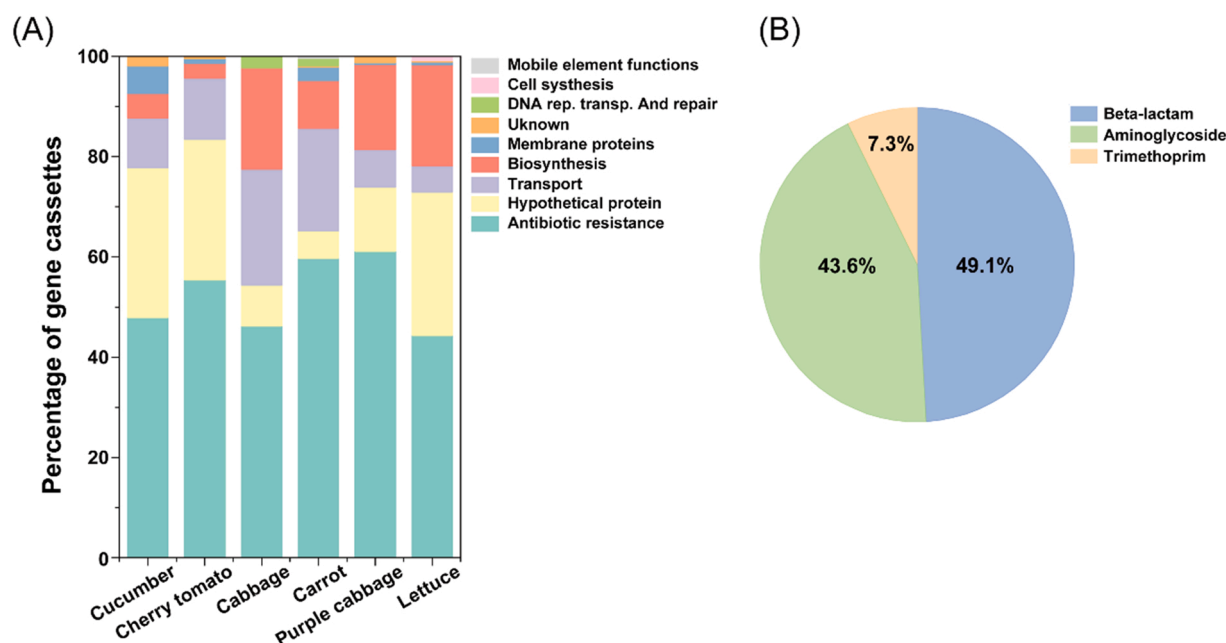 (A)
Percentage of gene cassettes
100
80
60
40
20
0
Cucumber
Cherry tomato
Cabbage
Carrot
Purple cabbage
Lettuce
Mobile element functions
Cell systhesis
DNA rep. transp. And repair
Uknown
Membrane proteins
Biosynthesis
Transport
Hypothetical protein
Antibiotic resistance
(B)
7.3%
43.6%
49.1%
Beta-lactam
Aminoglycoside
Trimethoprim